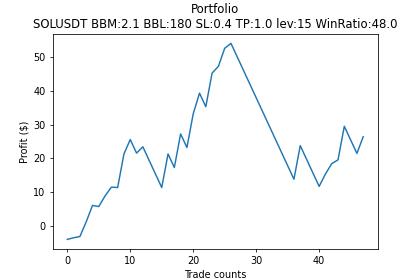 Portfolio
SOLUSDT BBM:2.1 BBL:180 SL:0.4 TP:1.0 lev:15 WinRatio:48.0
50
40
30
20
10
0
Profit ($)
0 10 20 30 40
Trade counts